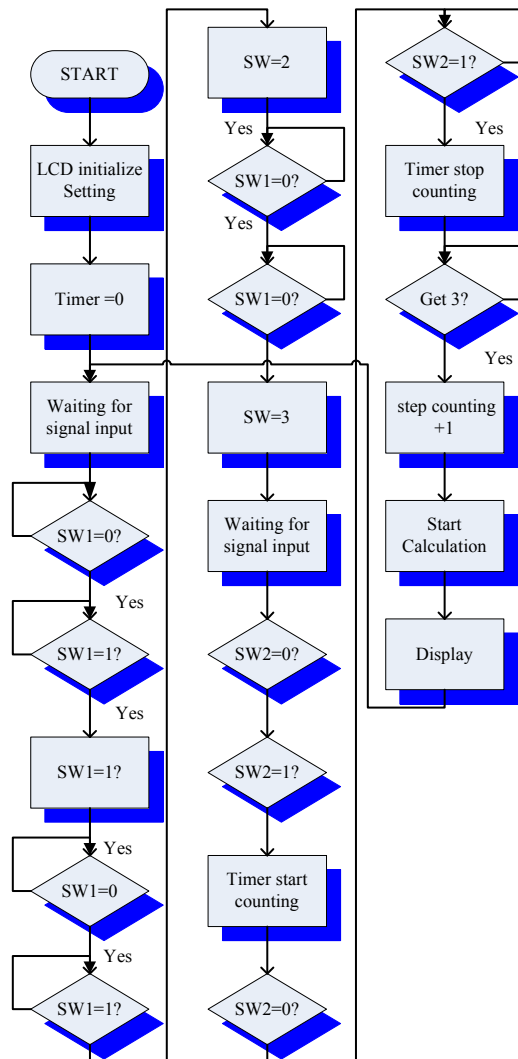 START
LCD initialize
Setting
Timer =0
Waiting for
signal input
SW1=0?
Yes
SW1=1?
Yes
SW1=1?
Yes
SW1=0
Yes
SW1=1?
SW=2
Yes
SW1=0?
Yes
SW1=0?
SW=3
Waiting for
signal input
SW2=0?
SW2=1?
Timer start
counting
SW2=0?
SW2=1?
Yes
Timer stop
counting
Get 3?
Yes
step counting
+1
Start
Calculation
Display